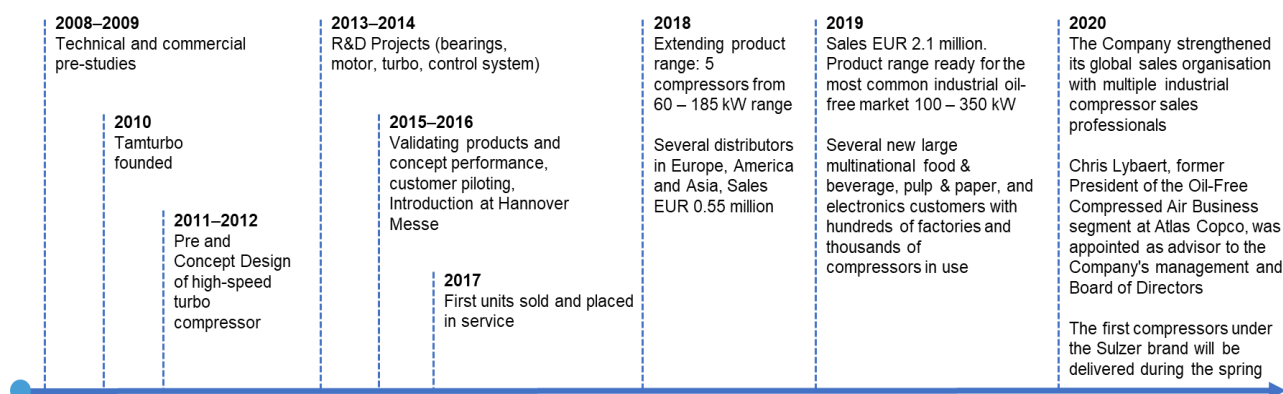 2008–2009
Technical and commercial
pre-studies
2010
Tamturbo
founded
2011–2012
Pre and
Concept Design
of high-speed
turbo
compressor
2013–2014
R&D Projects (bearings,
motor, turbo, control system)
2015–2016
Validating products and
concept performance,
customer piloting,
Introduction at Hannover
Messe
2017
First units sold and placed
in service
2018
Extending product
range: 5
compressors from
60 – 185 kW range
Several distributors
in Europe, America
and Asia, Sales
EUR 0.55 million
2019
Sales EUR 2.1 million.
Product range ready for the
most common industrial oil-
free market 100 – 350 kW
Several new large
multinational food &
beverage, pulp & paper, and
electronics customers with
hundreds of factories and
thousands of
compressors in use
2020
The Company strengthened
its global sales organisation
with multiple industrial
compressor sales
professionals
Chris Lybaert, former
President of the Oil-Free
Compressed Air Business
segment at Atlas Copco, was
appointed as advisor to the
Company's management and
Board of Directors
The first compressors under
the Sulzer brand will be
delivered during the spring